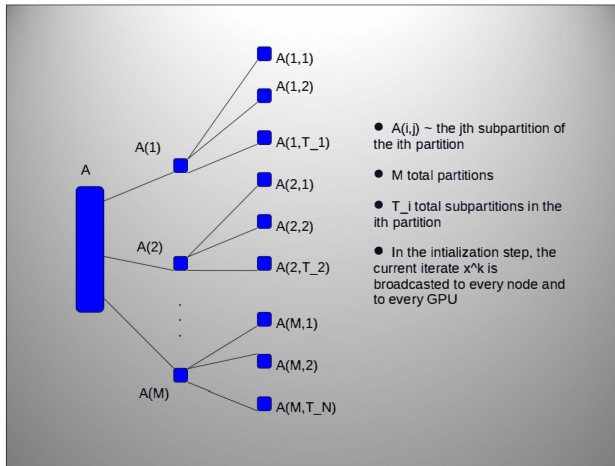 A
A(1)
A(1,1)
A(1,2)
A(1,T_1)
A(2)
A(2,1)
A(2,2)
A(2,T_2)
.
.
.
A(M)
A(M,1)
A(M,2)
A(M,T_N)
● A(i,j) ~ the jth subpartition of
the ith partition
● M total partitions
● T_i total subpartitions in the
ith partition
● In the intialization step, the
current iterate x^k is
broadcasted to every node and
to every GPU